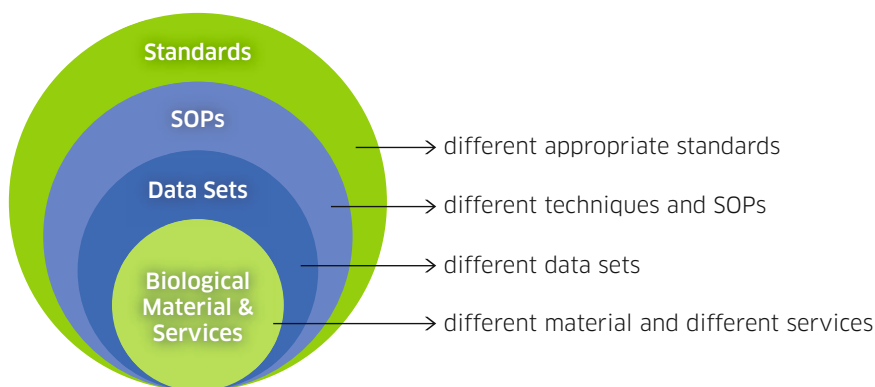 Standards
SOPs
different appropriate standards
Data Sets
different techniques and SOPs
different data sets
Biological
Material &
Services
different material and different services